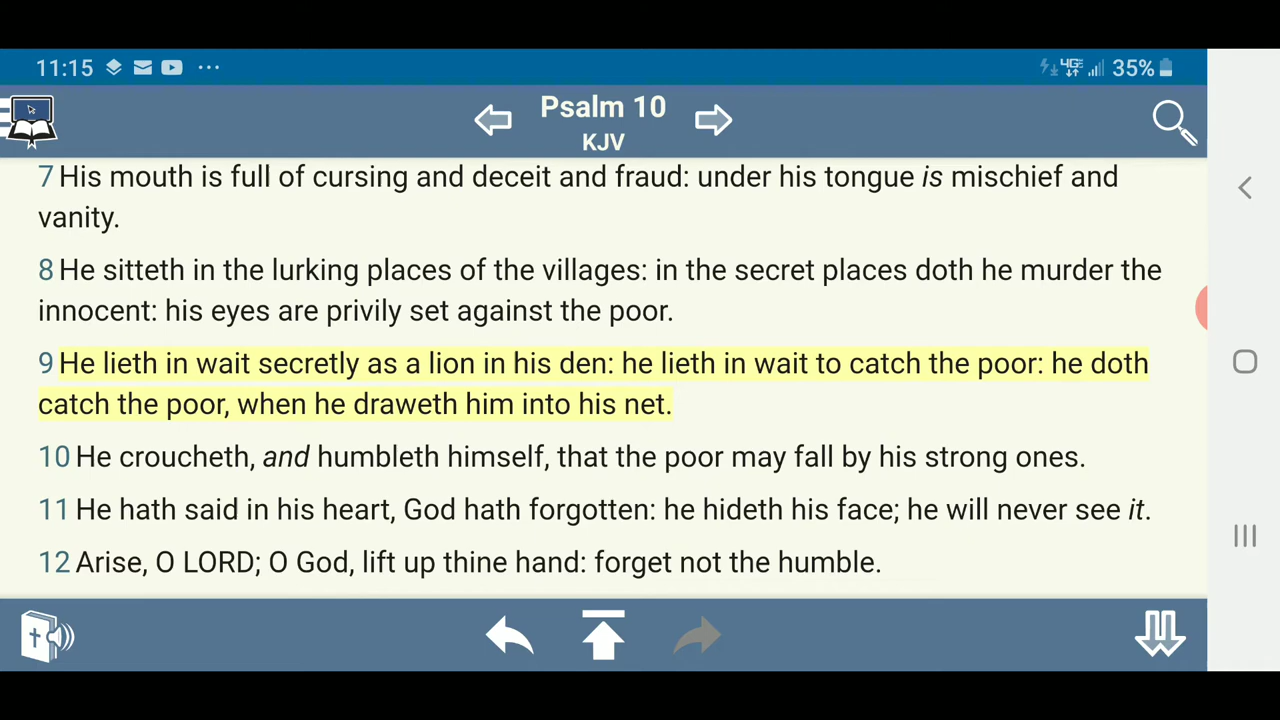 11:15 ... 4GE 35%
Psalm 10
KJV
7 His mouth is full of cursing and deceit and fraud: under his tongue is mischief and
vanity.
8 He sitteth in the lurking places of the villages: in the secret places doth he murder the
innocent: his eyes are privily set against the poor.
9 He lieth in wait secretly as a lion in his den: he lieth in wait to catch the poor: he doth
catch the poor, when he draweth him into his net.
10 He croucheth, and humbleth himself, that the poor may fall by his strong ones.
11 He hath said in his heart, God hath forgotten: he hideth his face; he will never see it.
12 Arise, O LORD; O God, lift up thine hand: forget not the humble.